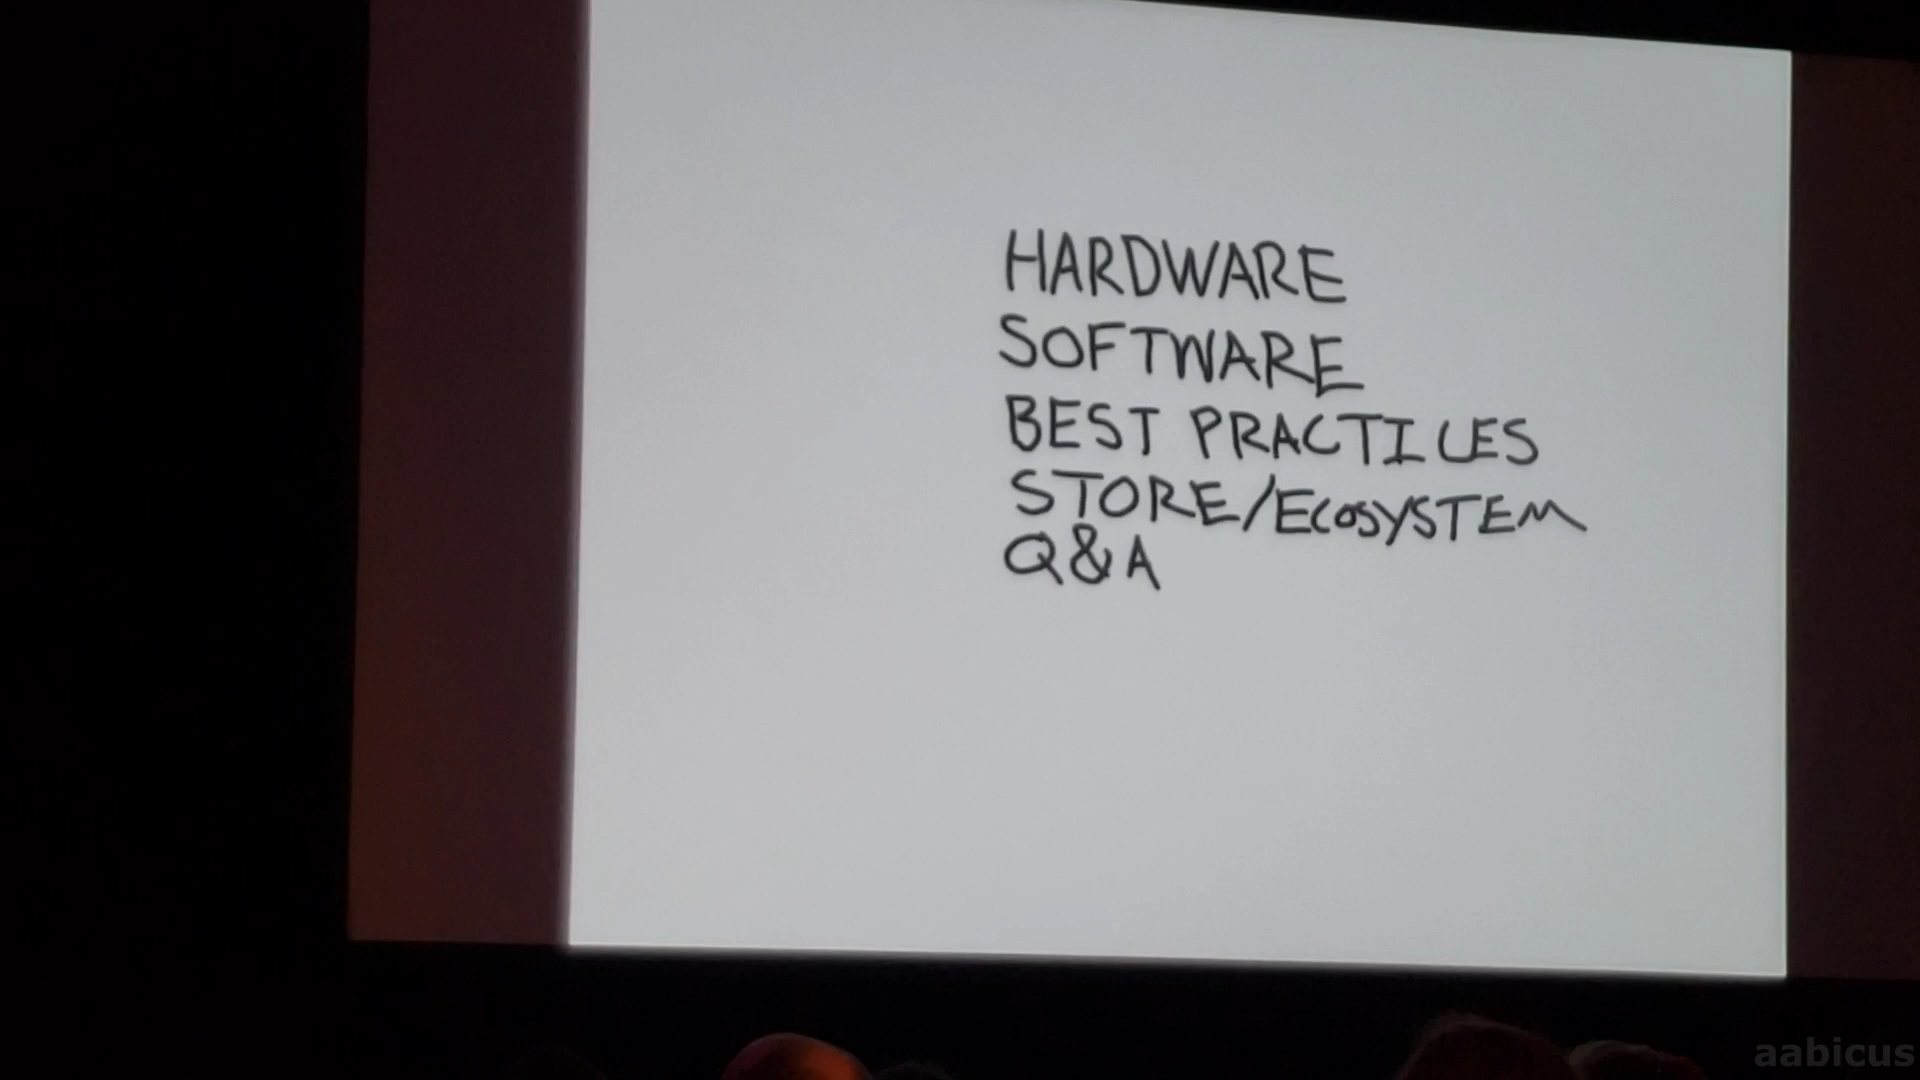 HARDWARE
SOFTWARE
BEST PRACTICES
STORE/ECOSYSTEM
Q&A
aabicus